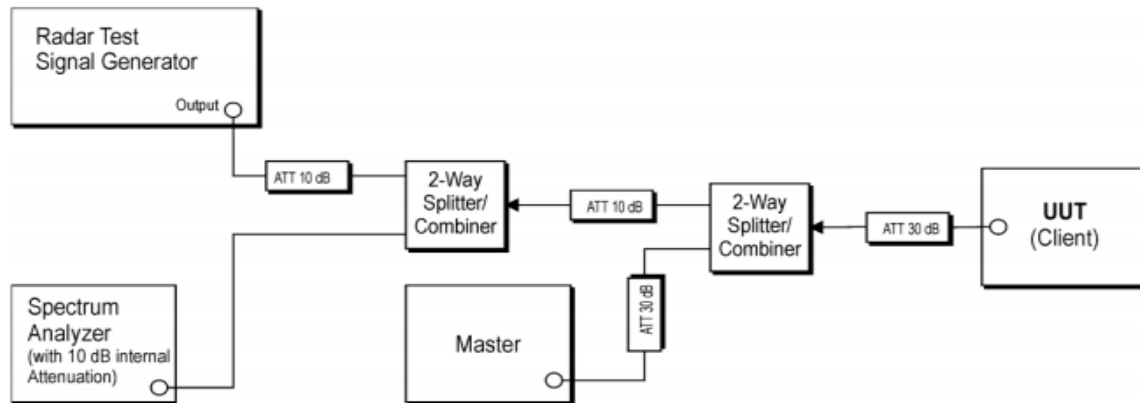 Radar Test
Signal Generator
Output
ATT 10 dB
2-Way
Splitter/
Combiner
ATT 10 dB
2-Way
Splitter/
Combiner
ATT 30 dB
UUT
(Client)
Spectrum
Analyzer
(with 10 dB internal
Attenuation)
Master
ATT 30 dB